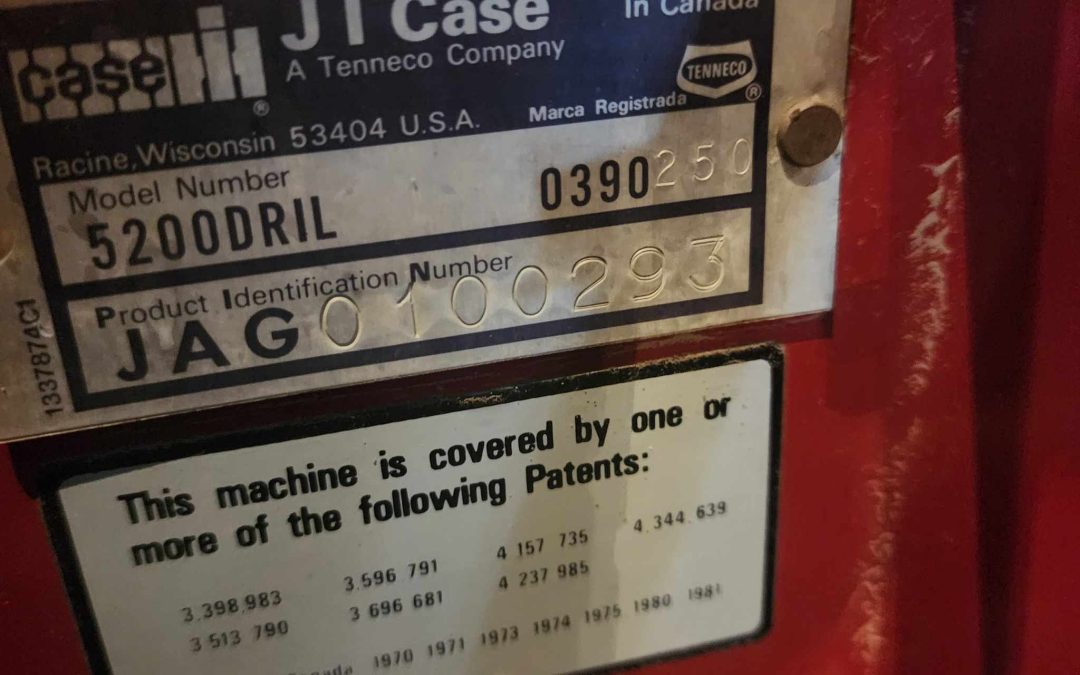 In Canada
J I Case
case IH ®
A Tenneco Company
TENNECO ®
Racine, Wisconsin 53404 U.S.A.
Marca Registrada
Model Number
5200DRIL 0390250
Product Identification Number
JAG0100293
133787AC1
This machine is covered by one or
more of the following Patents:
3,398,983 3,596 791 4 157 735 4,344,639
3 513 790 3 696 681 4 237 985
1970 1971 1973 1974 1975 1980 1981